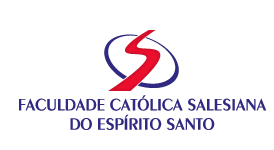 FACULDADE CATÓLICA SALESIANA
DO ESPÍRITO SANTO